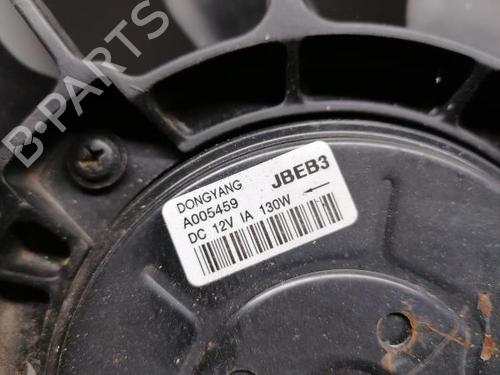 B-PARTS
DONGYANG JBEB3
A005459
DC 12V IA 130W ←